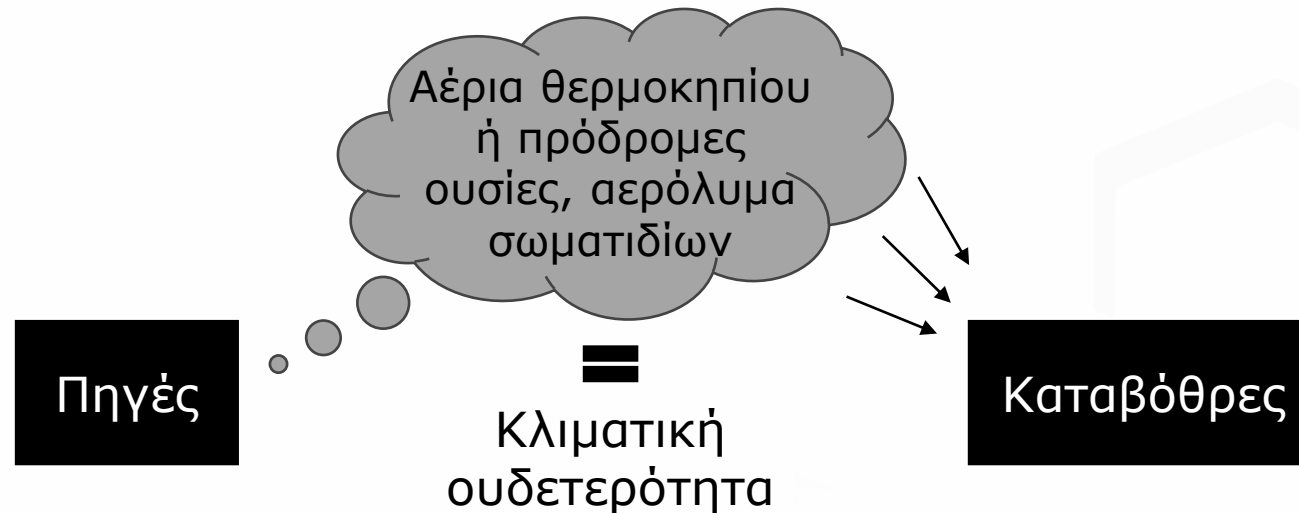 Αέρια θερμοκηπίου
ή πρόδρομες
ουσίες, αερόλυμα
σωματιδίων
Πηγές
=
Καταβόθρες
Κλιματική
ουδετερότητα